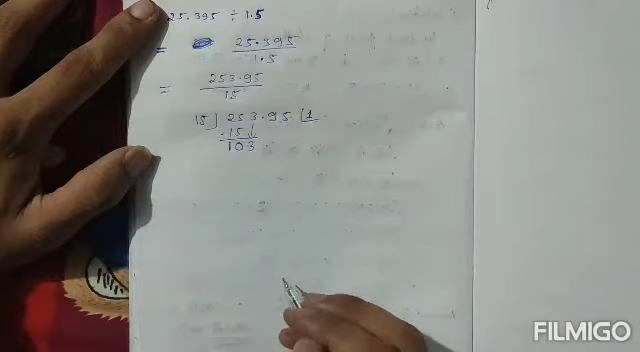 25.395 ÷ 1.5
= 25.395
1.5
= 253.95
15
15 ) 253.95 ( 1
-15↓
103
FILMIGO